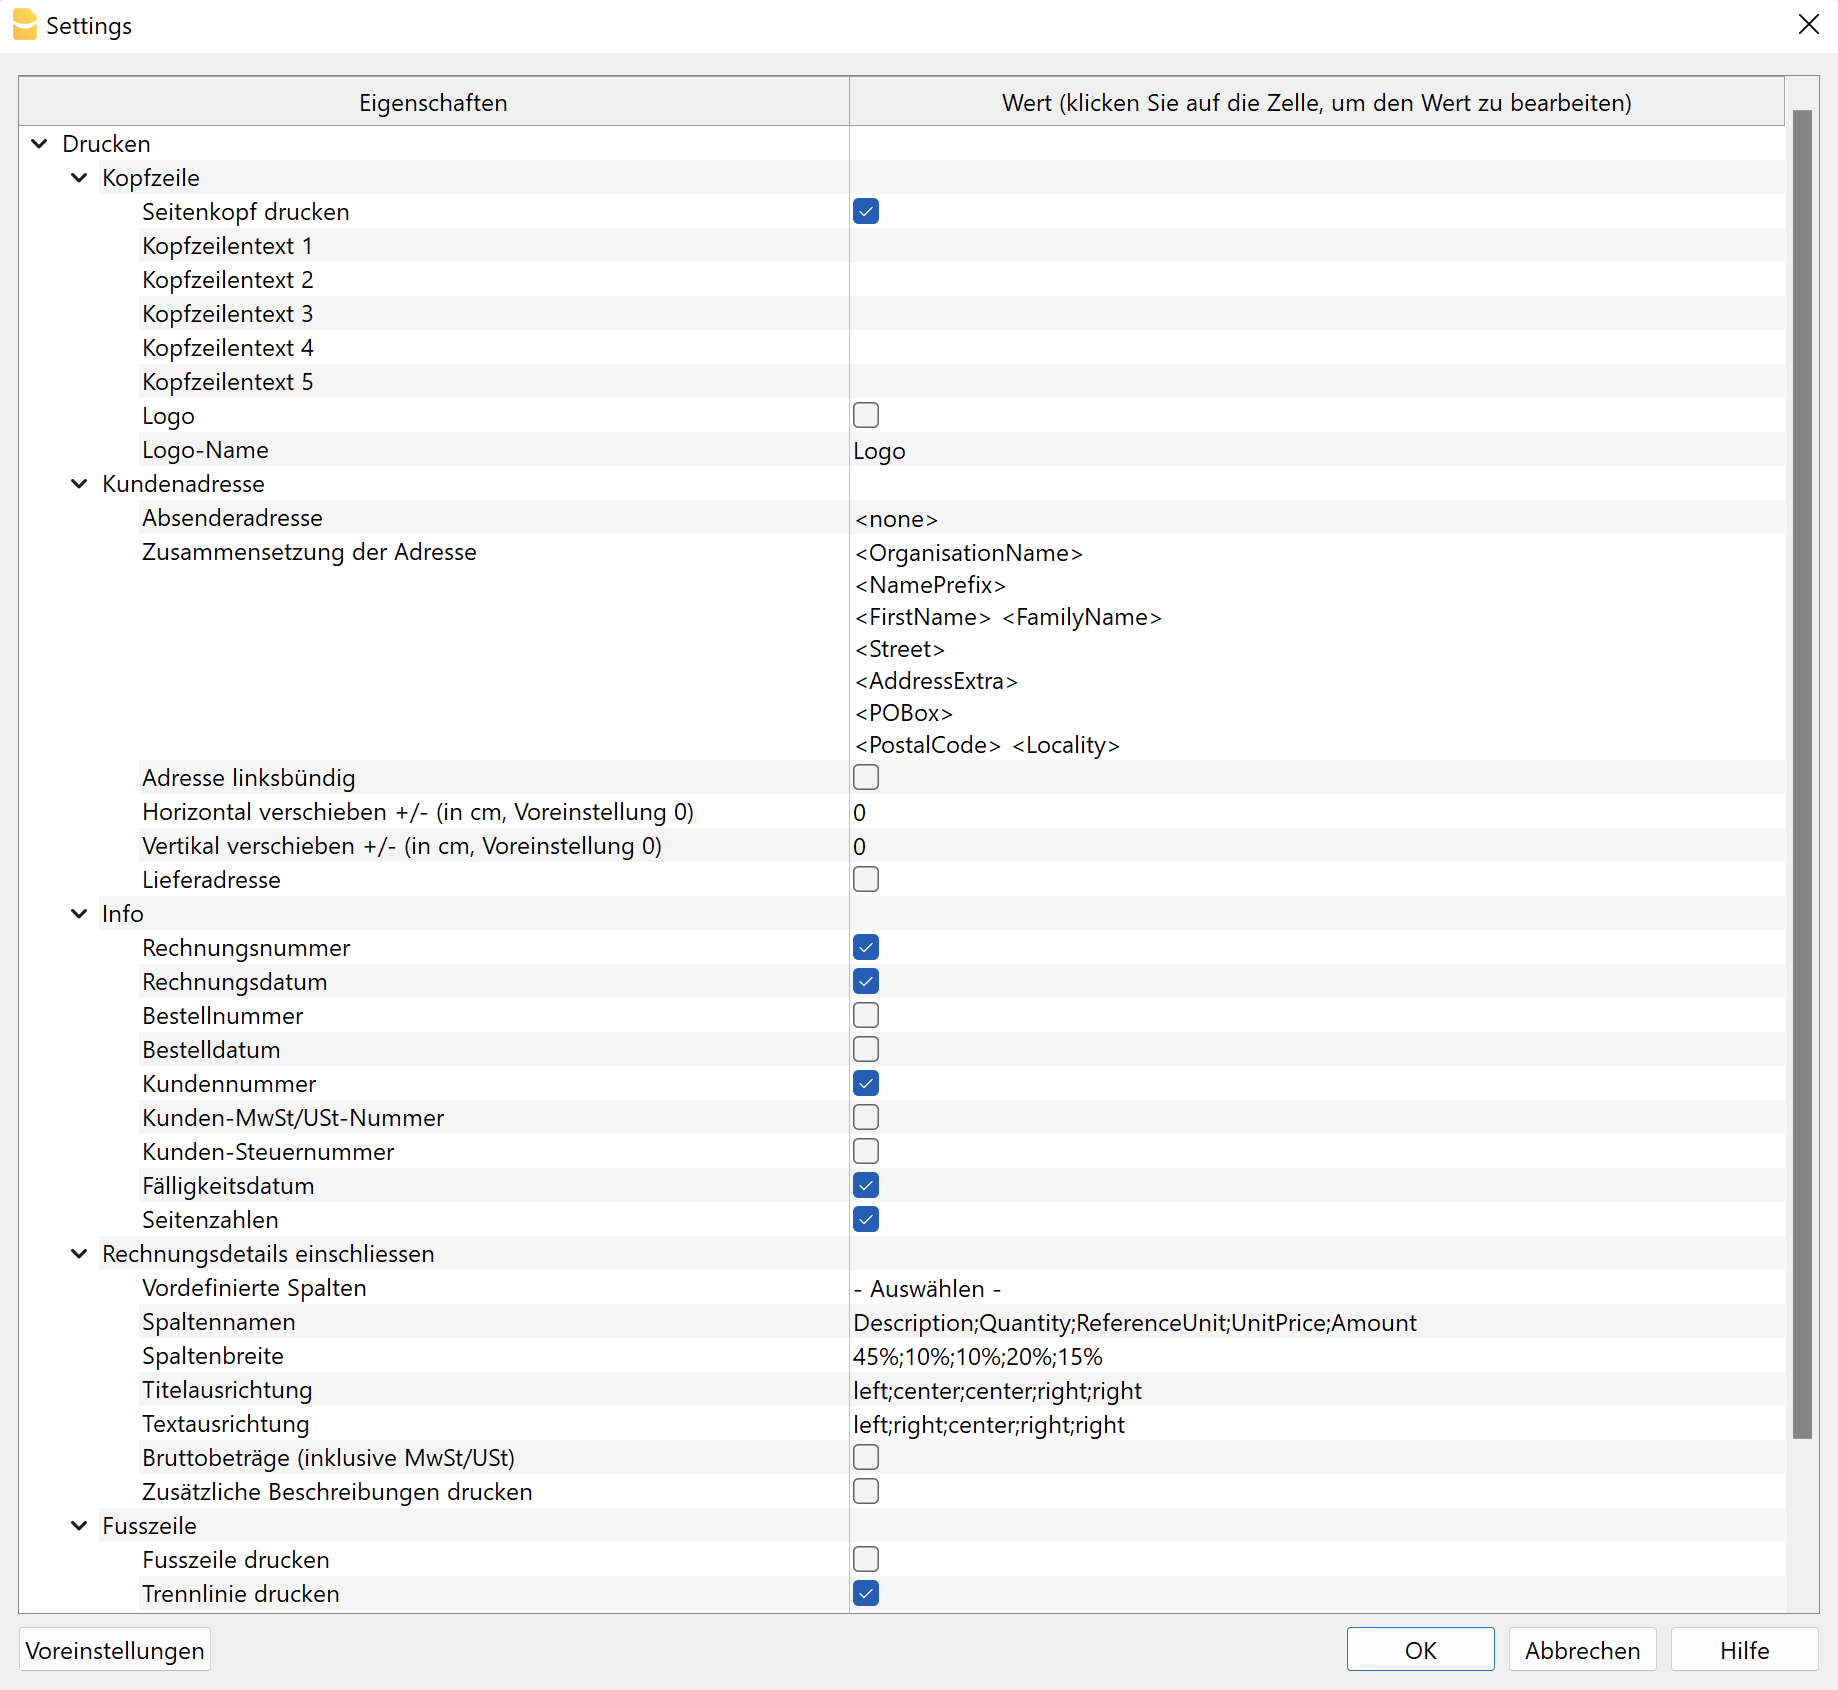 Settings
Eigenschaften Wert (klicken Sie auf die Zelle, um den Wert zu bearbeiten)
Drucken
Kopfzeile
Seitenkopf drucken
Kopfzeilentext 1
Kopfzeilentext 2
Kopfzeilentext 3
Kopfzeilentext 4
Kopfzeilentext 5
Logo
Logo-Name Logo
Kundenadresse
Absenderadresse <none>
Zusammensetzung der Adresse <OrganisationName>
<NamePrefix>
<FirstName> <FamilyName>
<Street>
<AddressExtra>
<POBox>
<PostalCode> <Locality>
Adresse linksbündig
Horizontal verschieben +/- (in cm, Voreinstellung 0) 0
Vertikal verschieben +/- (in cm, Voreinstellung 0) 0
Lieferadresse
Info
Rechnungsnummer
Rechnungsdatum
Bestellnummer
Bestelldatum
Kundennummer
Kunden-MwSt/USt-Nummer
Kunden-Steuernummer
Fälligkeitsdatum
Seitenzahlen
Rechnungsdetails einschliessen
Vordefinierte Spalten - Auswählen -
Spaltennamen Description;Quantity;ReferenceUnit;UnitPrice;Amount
Spaltenbreite 45%;10%;10%;20%;15%
Titelausrichtung left;center;center;right;right
Textausrichtung left;right;center;right;right
Bruttobeträge (inklusive MwSt/USt)
Zusätzliche Beschreibungen drucken
Fusszeile
Fusszeile drucken
Trennlinie drucken
Voreinstellungen OK Abbrechen Hilfe